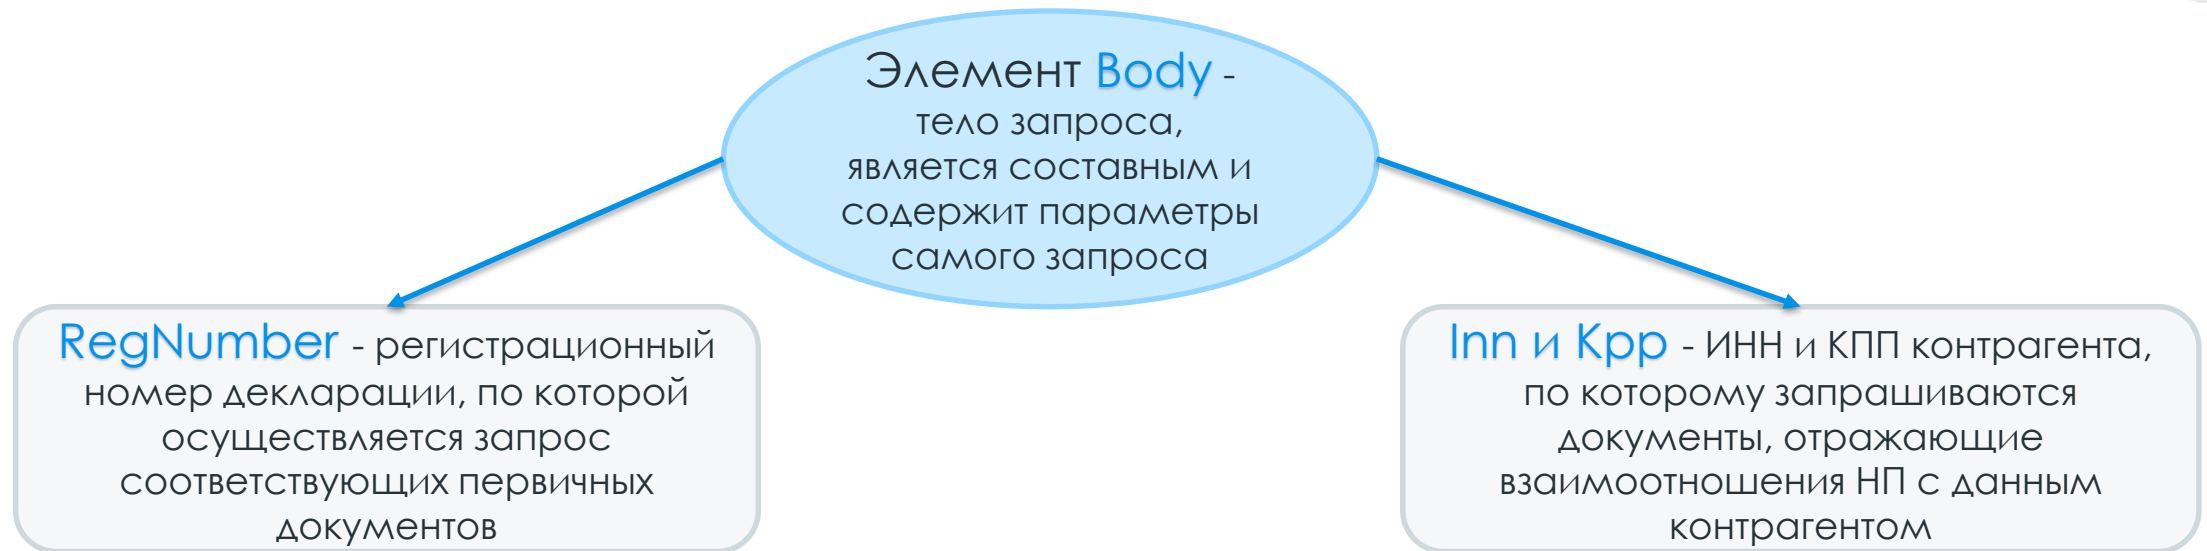 Элемент Body -
тело запроса,
является составным и
содержит параметры
самого запроса
RegNumber - регистрационный
номер декларации, по которой
осуществляется запрос
соответствующих первичных
документов
Inn и Kpp - ИНН и КПП контрагента,
по которому запрашиваются
документы, отражающие
взаимоотношения НП с данным
контрагентом